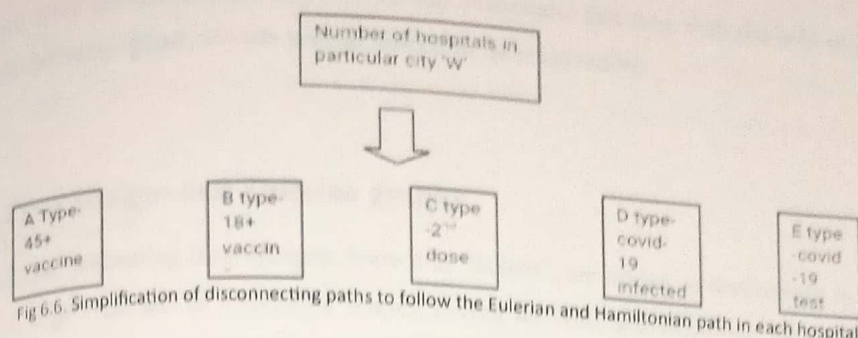 Number of hospitals in
particular city 'W'
A Type-
45+
vaccine
B type-
18+
vaccin
C type
-2nd
dose
D type-
covid-
19
infected
E type
-covid
-19
test
Fig 6.6. Simplification of disconnecting paths to follow the Eulerian and Hamiltonian path in each hospital